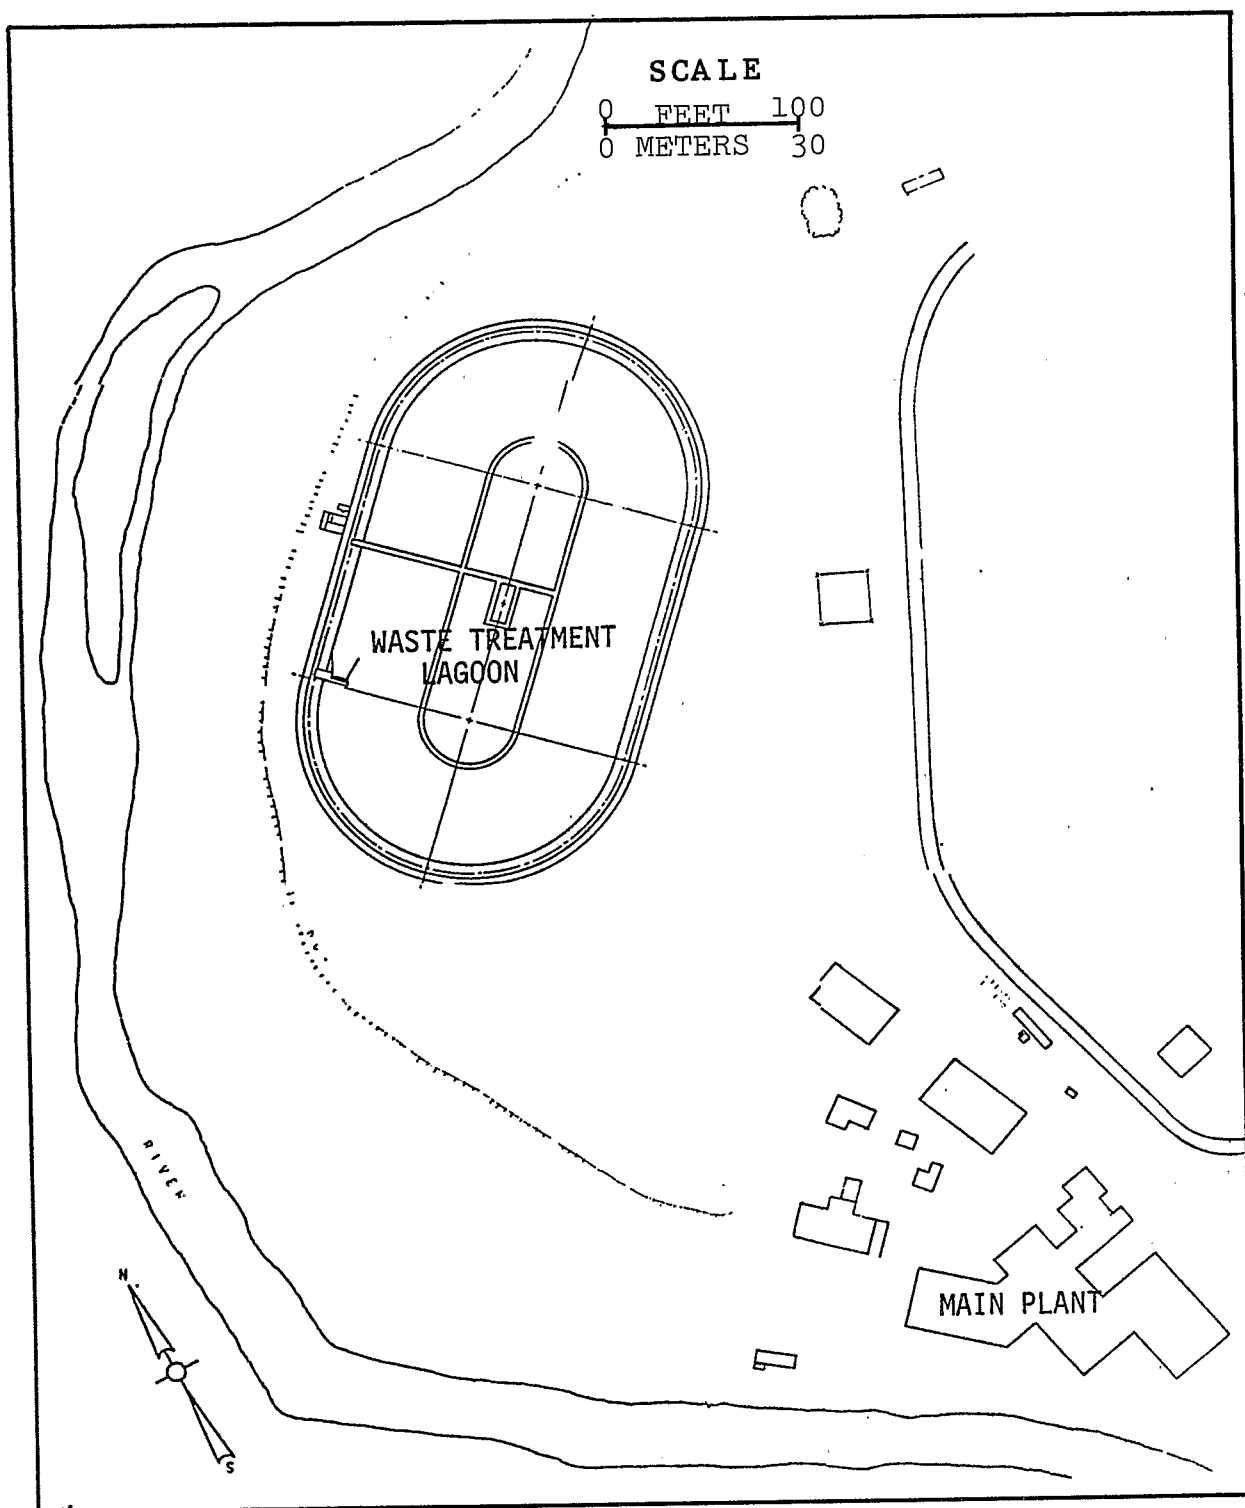 SCALE
0 FEET 100
0 METERS 30
WASTE TREATMENT
LAGOON
RIVER
N
S
MAIN PLANT